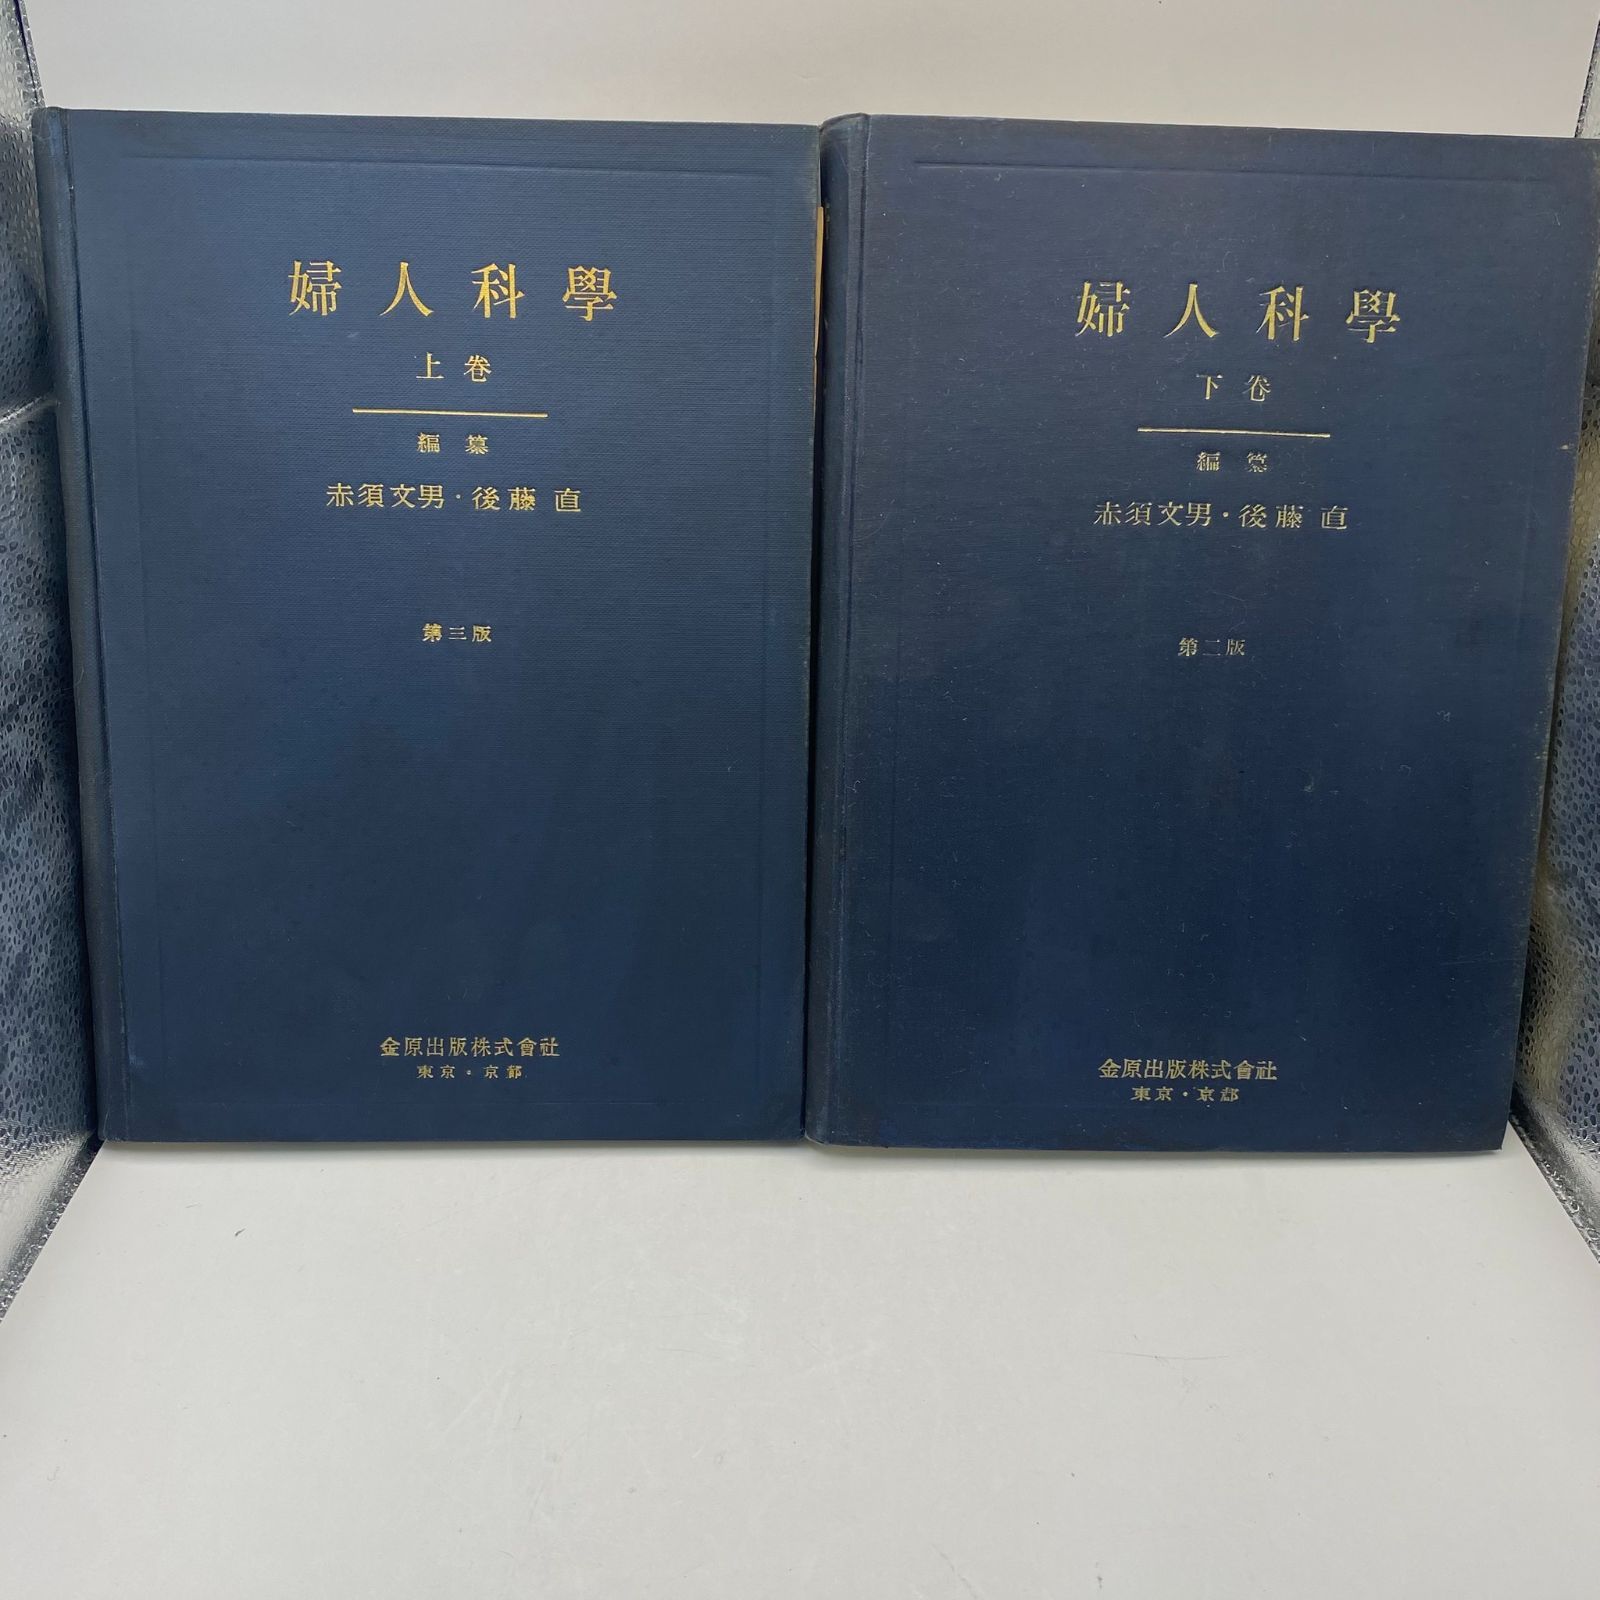 婦人科學
上卷
編纂
赤須文男・後藤 直
第三版
金原出版株式會社
東京・京都
婦人科學
下卷
編纂
赤須文男・後藤 直
第二版
金原出版株式會社
東京・京都